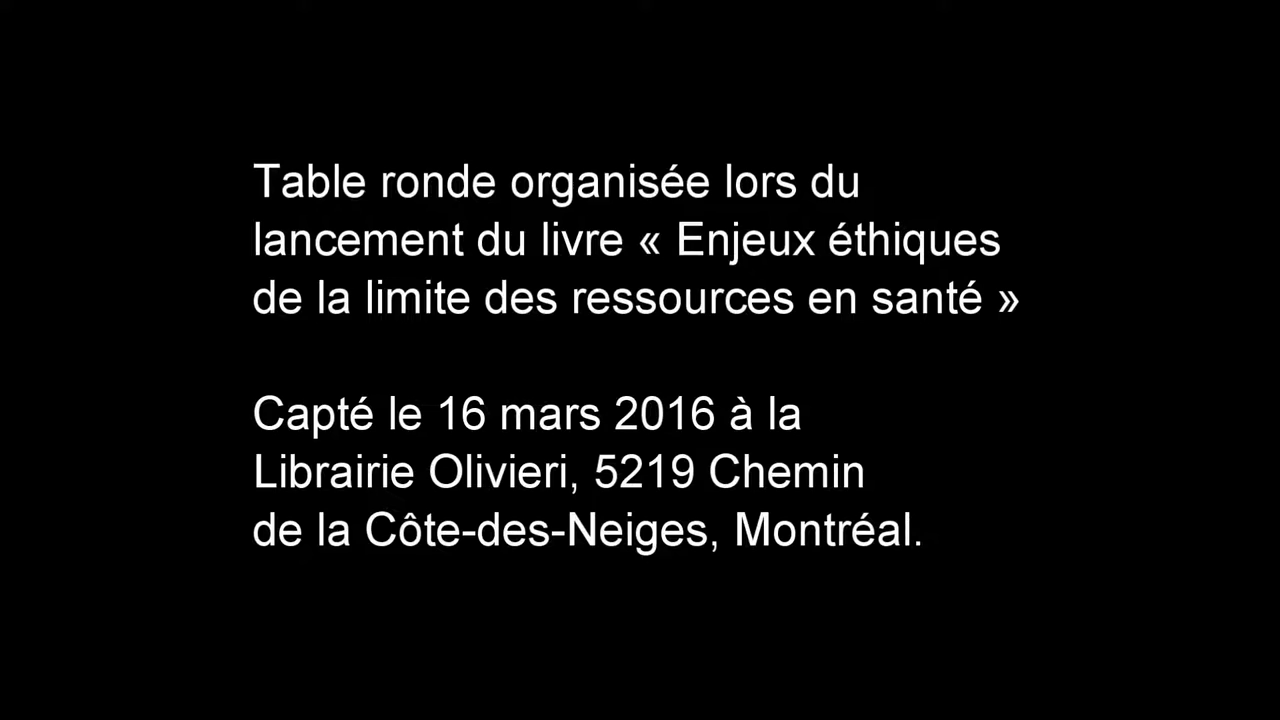 Table ronde organisée lors du
lancement du livre « Enjeux éthiques
de la limite des ressources en santé »
Capté le 16 mars 2016 à la
Librairie Olivieri, 5219 Chemin
de la Côte-des-Neiges, Montréal.